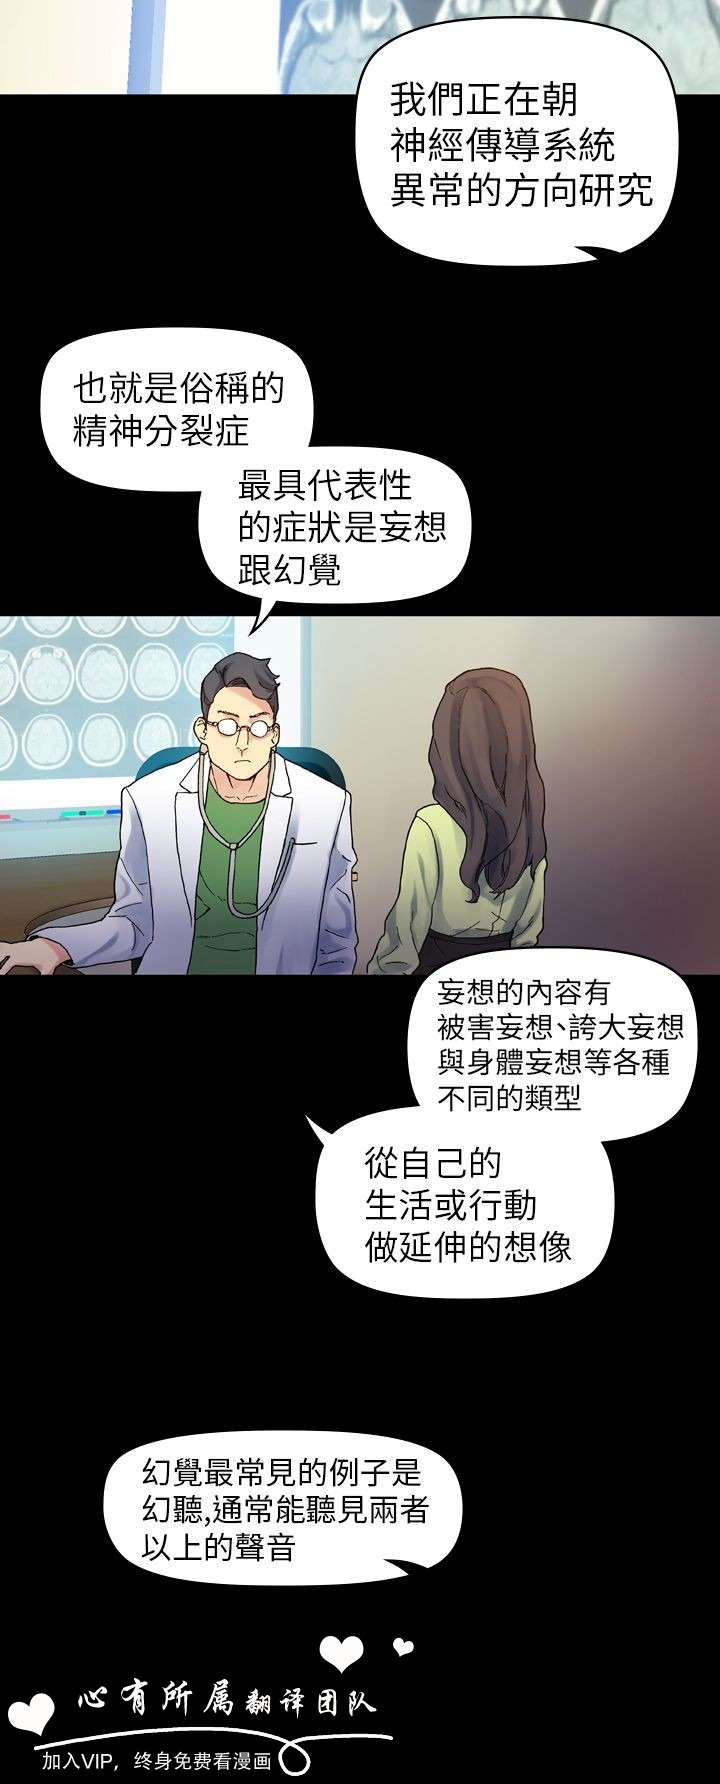 我們正在朝
神經傳導系統
異常的方向研究
也就是俗稱的
精神分裂症
最具代表性
的症狀是妄想
跟幻覺
妄想的內容有
被害妄想、誇大妄想
與身體妄想等各種
不同的類型
從自己的
生活或行動
做延伸的想像
幻覺最常見的例子是
幻聽,通常能聽見兩者
以上的聲音
心有所属翻译团队
加入VIP，终身免费看漫画